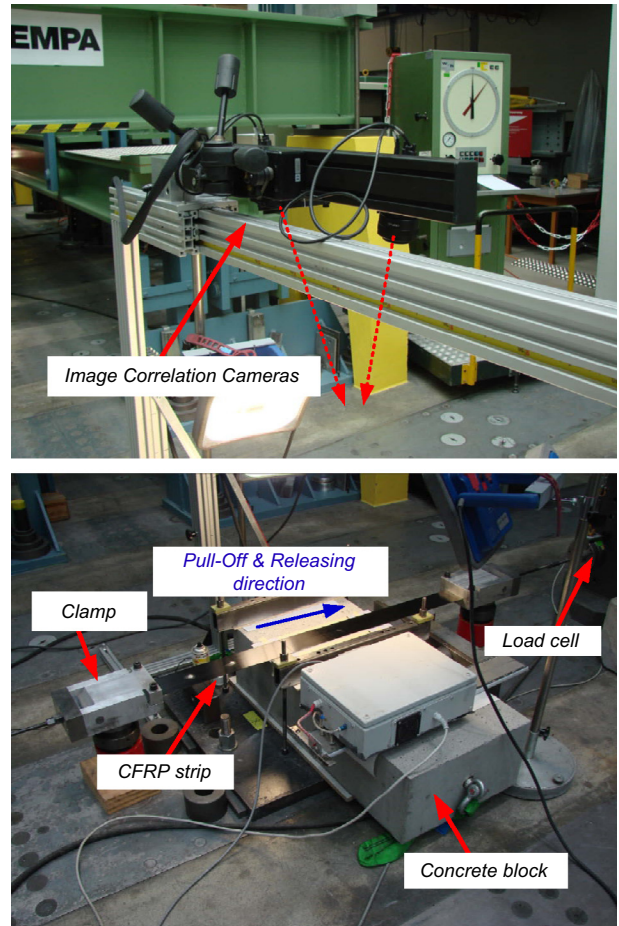 EMPA
Image Correlation Cameras
Pull-Off & Releasing
direction
Clamp
Load cell
CFRP strip
Concrete block